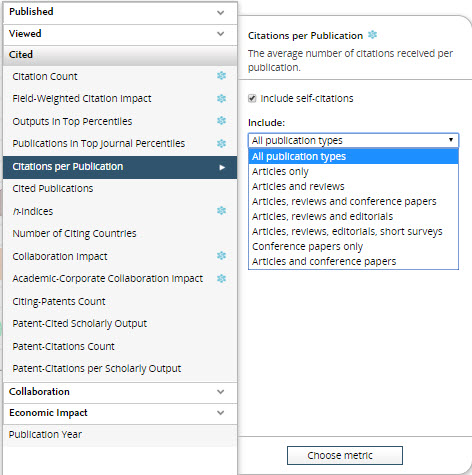 Published
Viewed
Cited
Citation Count
Field-Weighted Citation Impact
Outputs in Top Percentiles
Publications in Top Journal Percentiles
Citations per Publication
Cited Publications
h-indices
Number of Citing Countries
Collaboration Impact
Academic-Corporate Collaboration Impact
Citing-Patents Count
Patent-Cited Scholarly Output
Patent-Citations Count
Patent-Citations per Scholarly Output
Collaboration
Economic Impact
Publication Year
Citations per Publication
The average number of citations received per
publication.
Include self-citations
Include:
All publication types
All publication types
Articles only
Articles and reviews
Articles, reviews and conference papers
Articles, reviews and editorials
Articles, reviews, editorials, short surveys
Conference papers only
Articles and conference papers
Choose metric